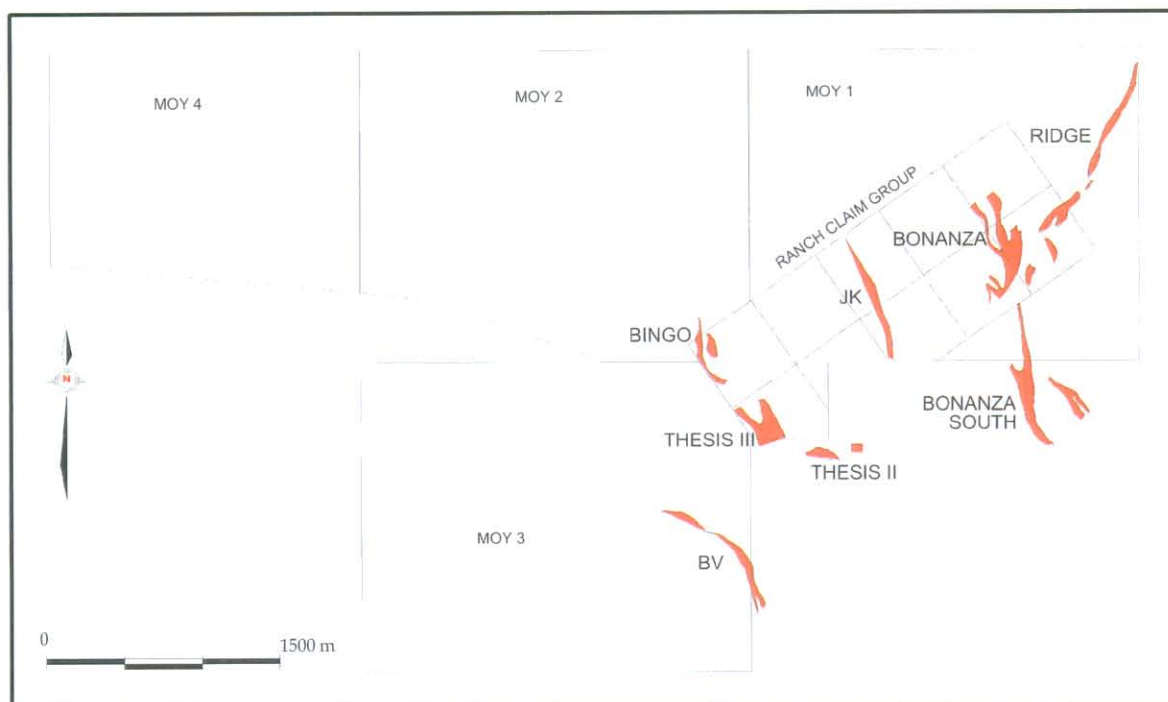 MOY 4
MOY 2
MOY 1
RIDGE
RANCH CLAIM GROUP
BONANZA
JK
BINGO
N
BONANZA
SOUTH
THESIS III
THESIS II
MOY 3
BV
0
1500 m